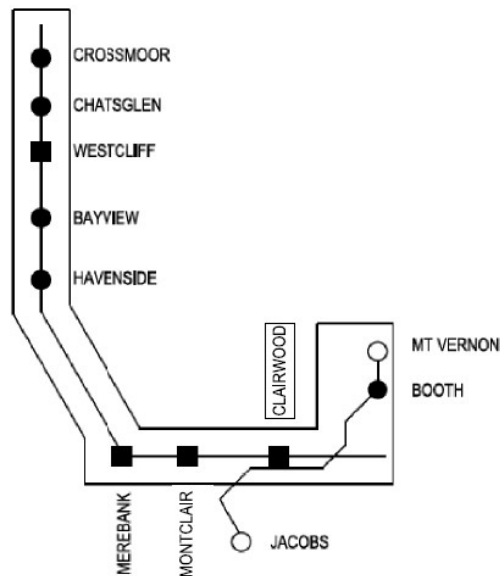 CROSSMOOR
CHATSGLEN
WESTCLIFF
BAYVIEW
HAVENSIDE
CLAIRWOOD
MT VERNON
BOOTH
MEREBANK
MONTCLAIR
JACOBS